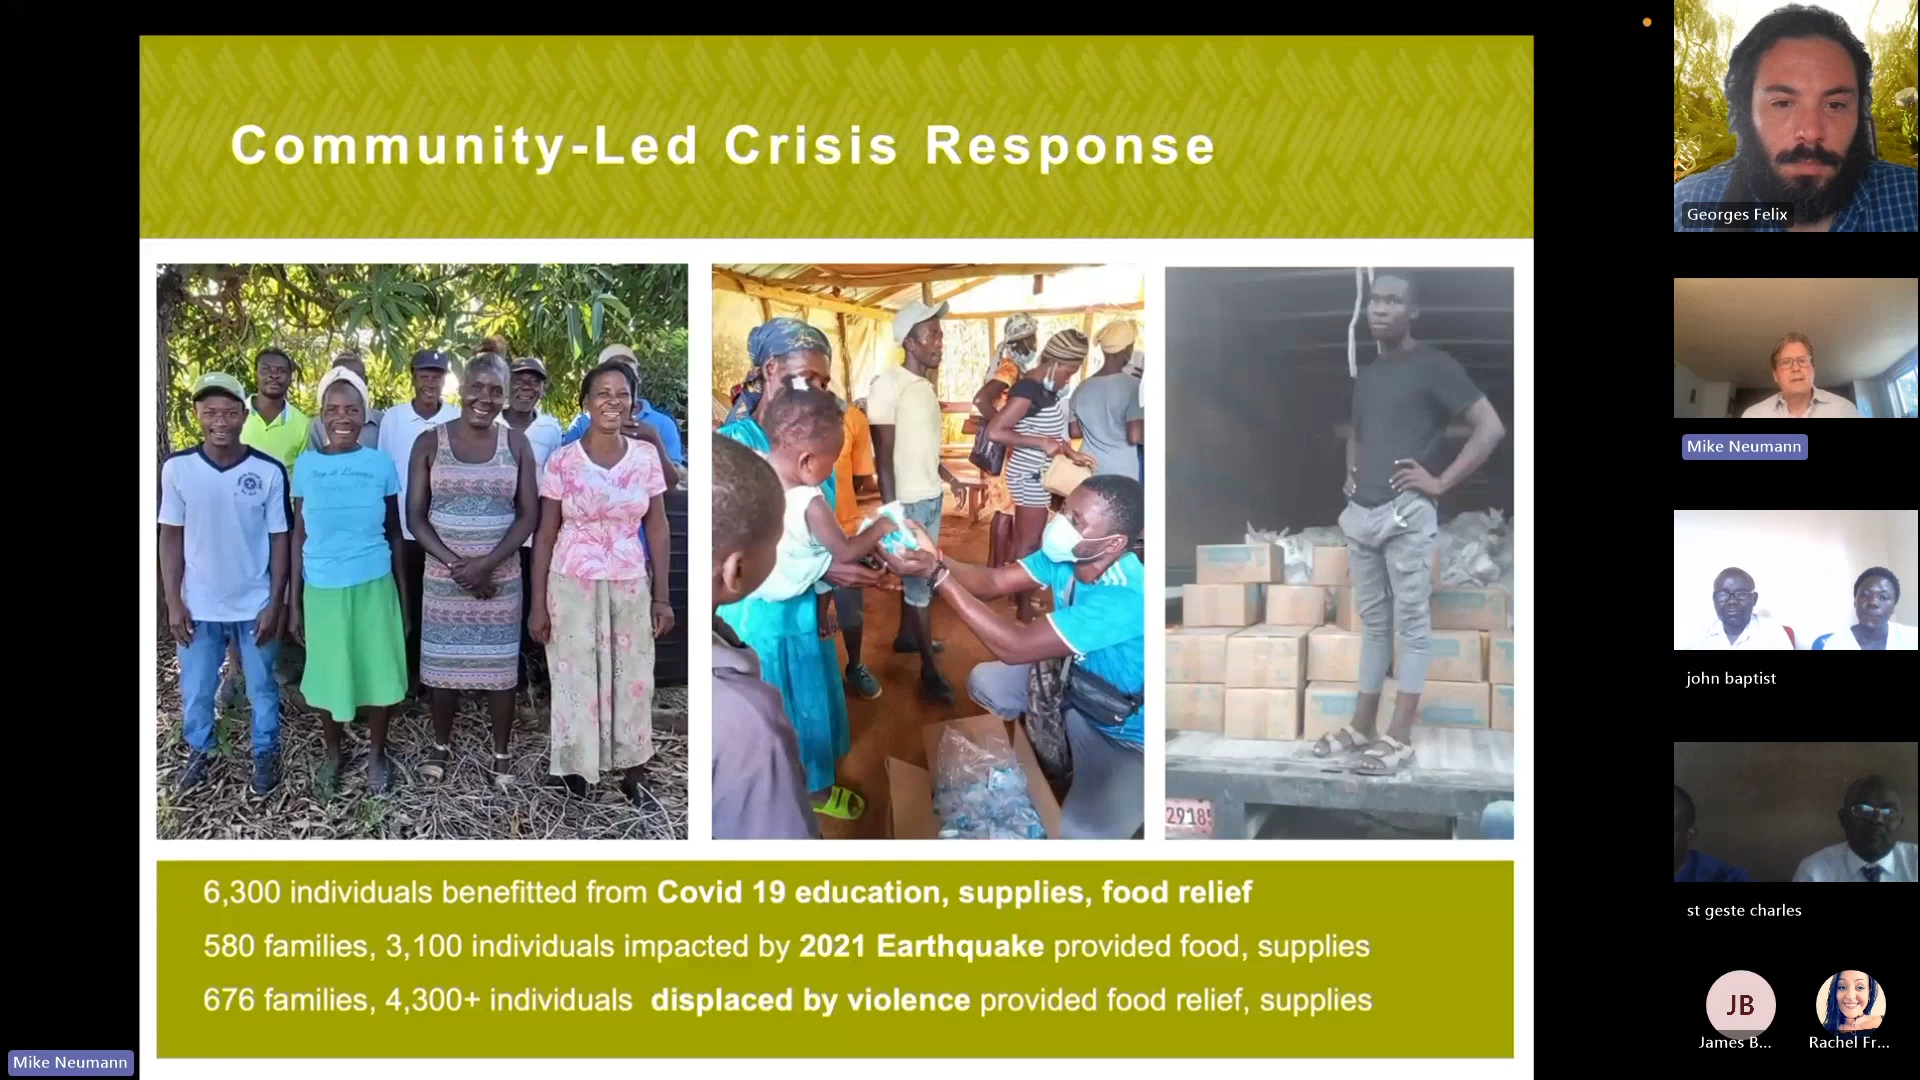 Community-Led Crisis Response
29185
6,300 individuals benefitted from Covid 19 education, supplies, food relief
580 families, 3,100 individuals impacted by 2021 Earthquake provided food, supplies
676 families, 4,300+ individuals displaced by violence provided food relief, supplies
Mike Neumann
Georges Felix
Mike Neumann
john baptist
st geste charles
JB
James B...
Rachel Fr...